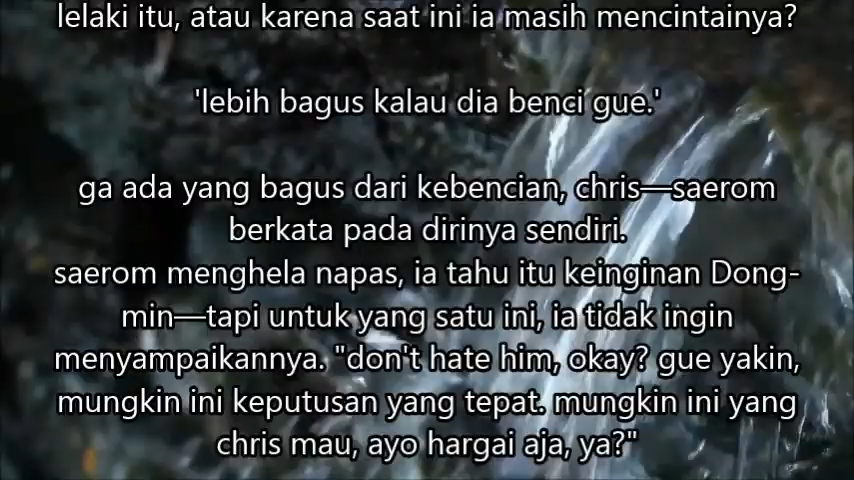 lelaki itu, atau karena saat ini ia masih mencintainya?
'lebih bagus kalau dia benci gue.'
ga ada yang bagus dari kebencian, chris—saerom
berkata pada dirinya sendiri.
saerom menghela napas, ia tahu itu keinginan Dong-
min—tapi untuk yang satu ini, ia tidak ingin
menyampaikannya. "don't hate him, okay? gue yakin,
mungkin ini keputusan yang tepat. mungkin ini yang
chris mau, ayo hargai aja, ya?"